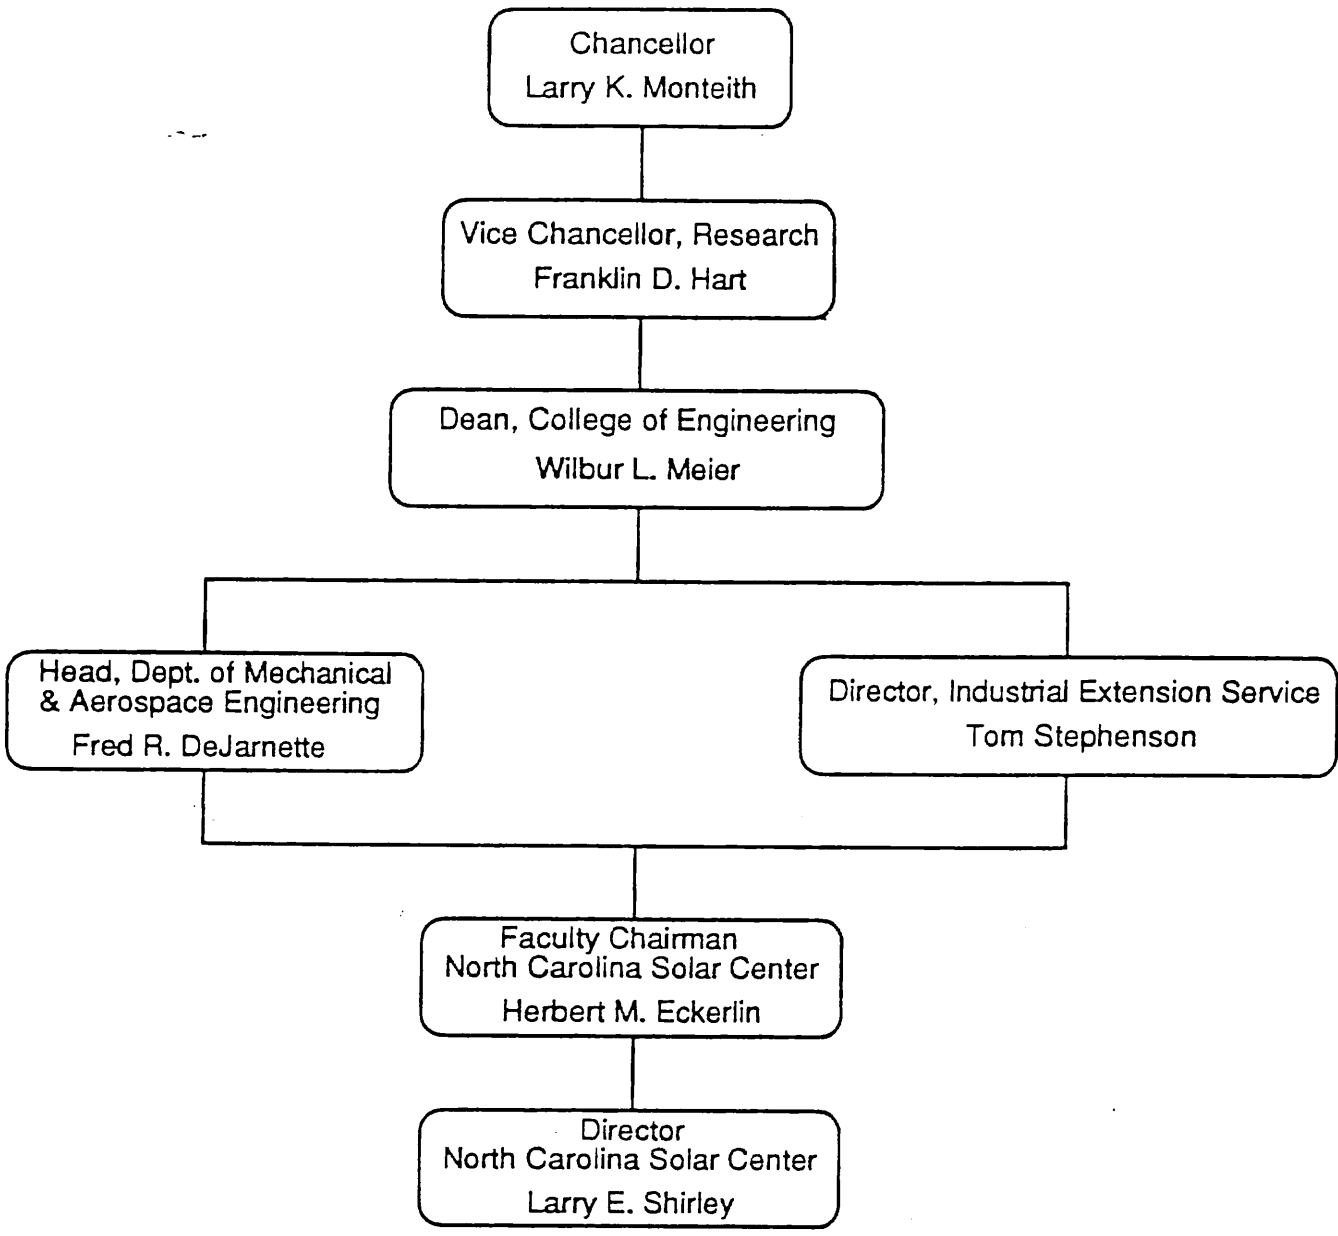 Chancellor
Larry K. Monteith
Vice Chancellor, Research
Franklin D. Hart
Dean, College of Engineering
Wilbur L. Meier
Head, Dept. of Mechanical
& Aerospace Engineering
Fred R. DeJarnette
Director, Industrial Extension Service
Tom Stephenson
Faculty Chairman
North Carolina Solar Center
Herbert M. Eckerlin
Director
North Carolina Solar Center
Larry E. Shirley